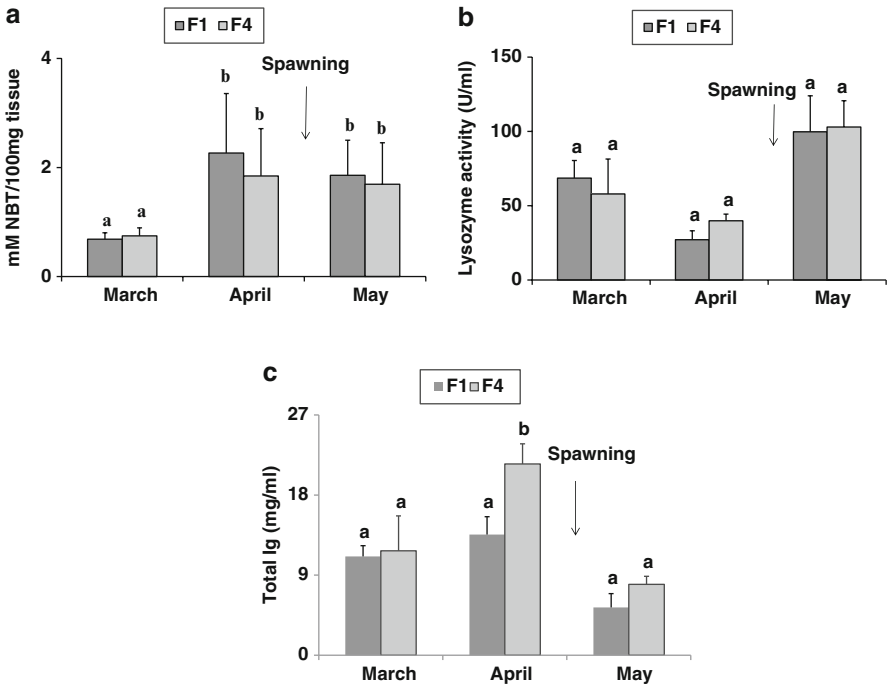 a
F1 F4
mM NBT/100mg tissue
4
2
0
a a
b b
Spawning
b b
March April May
b
F1 F4
Lysozyme activity (U/ml)
150
100
50
0
a a
a a
Spawning
a a
March April May
c
F1 F4
Total Ig (mg/ml)
27
18
9
0
a a
a b
Spawning
a a
March April May